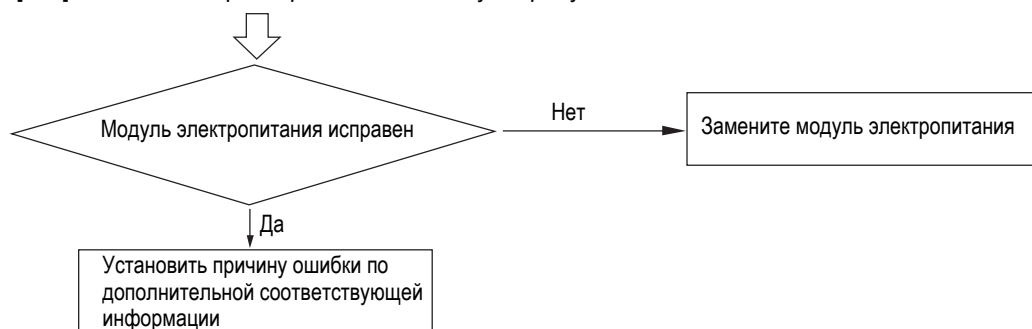 Модуль электропитания исправен
Нет
Замените модуль электропитания
Да
Установить причину ошибки по
дополнительной соответствующей
информации